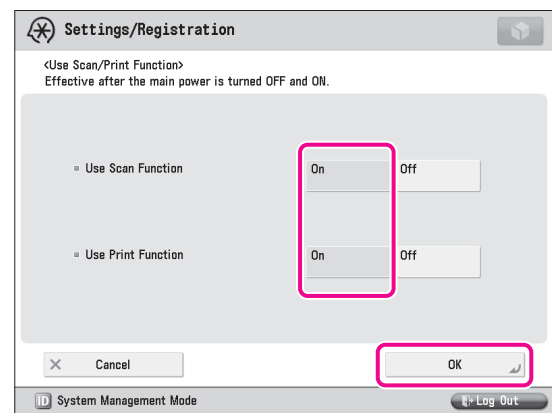 Settings/Registration
<Use Scan/Print Function>
Effective after the main power is turned OFF and ON.
Use Scan Function On Off
Use Print Function On Off
Cancel OK
ID System Management Mode Log Out